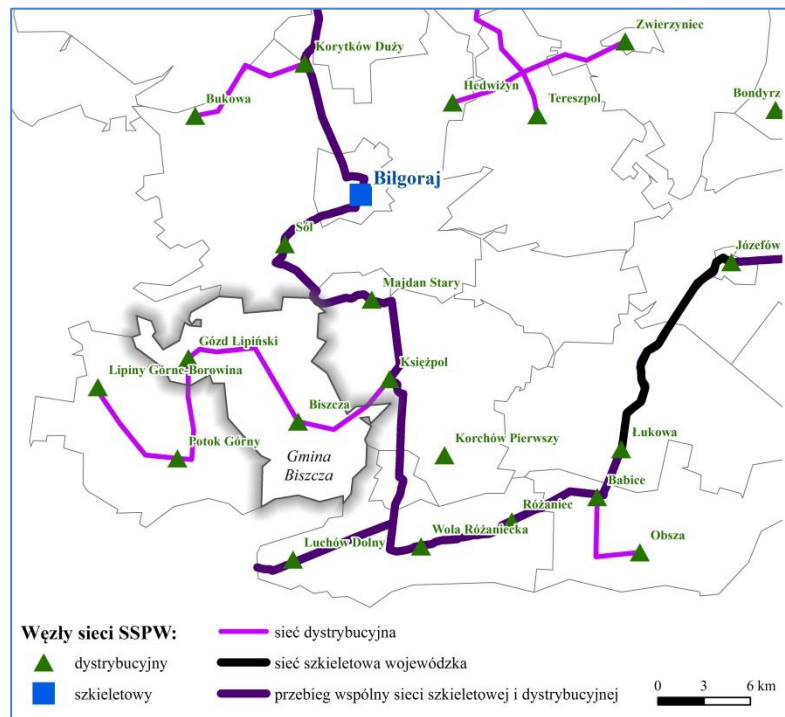 Zwierzyniec
Korytków Duży
Hedwiżyn
Bukowa
Tereszpol
Bondyrz
Biłgoraj
Sól
Józefów
Majdan Stary
Gózd Lipiński
Księżpol
Lipiny Górne-Borowina
Biszcza
Korchów Pierwszy
Łukowa
Potok Górny
Gmina
Biszcza
Babice
Różaniec
Wola Różaniecka
Obsza
Luchów Dolny
Węzły sieci SSPW:
dystrybucyjny
szkieletowy
sieć dystrybucyjna
sieć szkieletowa wojewódzka
przebieg wspólny sieci szkieletowej i dystrybucyjnej
0 3 6 km